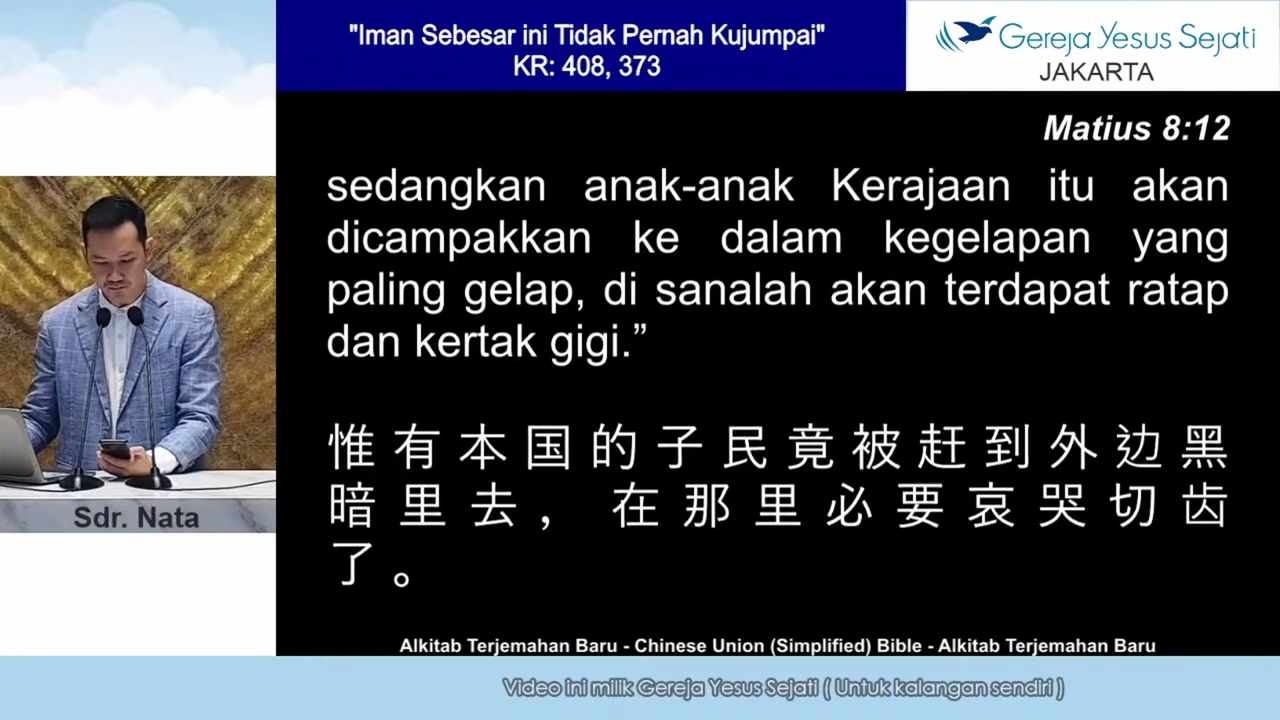 "Iman Sebesar ini Tidak Pernah Kujumpai"
KR: 408, 373
Gereja Yesus Sejati
JAKARTA
Matius 8:12
sedangkan anak-anak Kerajaan itu akan
dicampakkan ke dalam kegelapan yang
paling gelap, di sanalah akan terdapat ratap
dan kertak gigi.”
惟有本国的子民竟被赶到外边黑
暗里去，在那里必要哀哭切齿
了。
Sdr. Nata
Alkitab Terjemahan Baru - Chinese Union (Simplified) Bible - Alkitab Terjemahan Baru
Video ini milik Gereja Yesus Sejati ( Untuk kalangan sendiri )